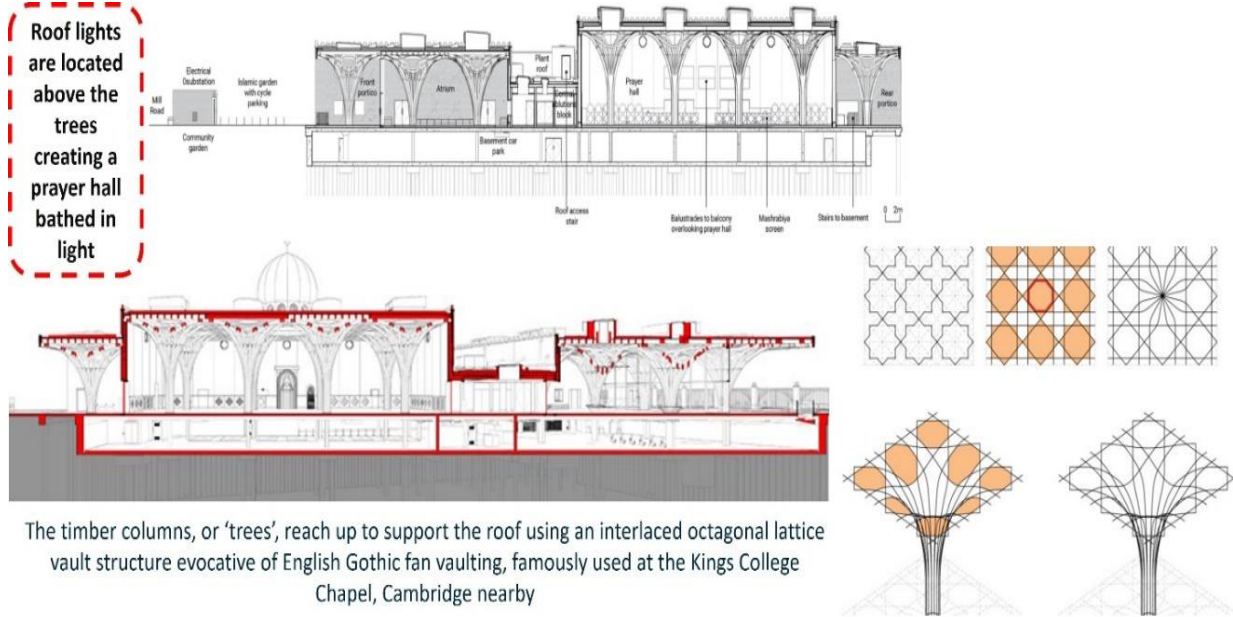 Roof lights
are located
above the
trees
creating a
prayer hall
bathed in
light
Mill
Road
Electrical
0substation
Islamic garden
with cycle
parking
Community
garden
Front
portico
Atrium
Plant
roof
Central
ablutions
block
Prayer
hall
Rear
portico
Basement car
park
Roof access
stair
Balustrades to balcony
overlooking prayer hall
Mashrabiya
screen
Stairs to basement
0 2m
The timber columns, or ‘trees’, reach up to support the roof using an interlaced octagonal lattice
vault structure evocative of English Gothic fan vaulting, famously used at the Kings College
Chapel, Cambridge nearby